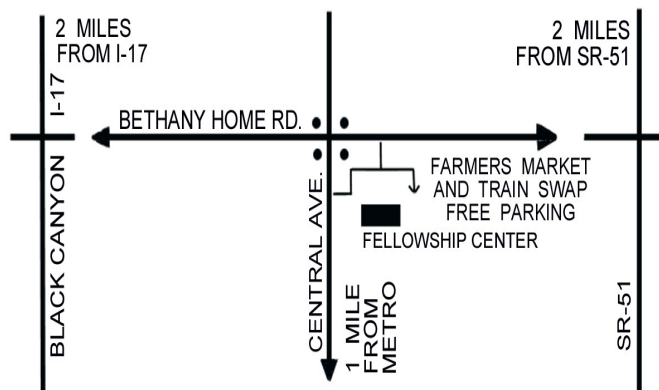 2 MILES
FROM I-17
2 MILES
FROM SR-51
I-17
BLACK CANYON
BETHANY HOME RD.
CENTRAL AVE.
FARMERS MARKET
AND TRAIN SWAP
FREE PARKING
FELLOWSHIP CENTER
1 MILE
FROM
METRO
SR-51